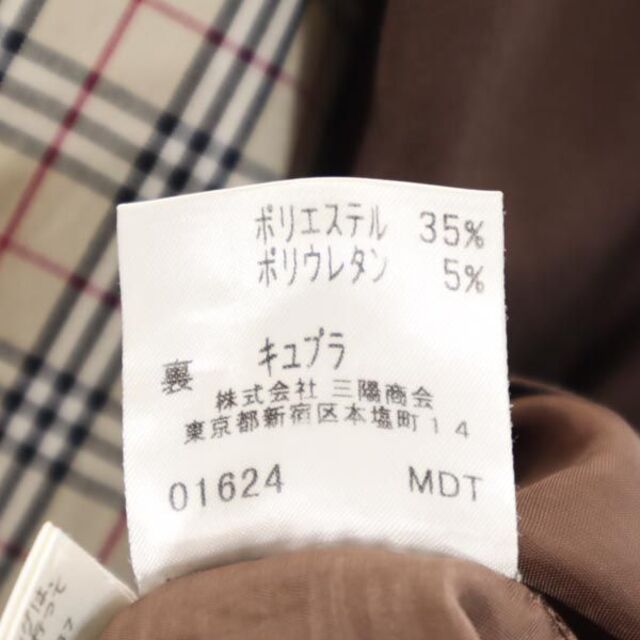 ポリエステル 35%
ポリウレタン 5%
裏 キュプラ
株式会社 三陽商会
東京都新宿区本塩町14
01624 MDT